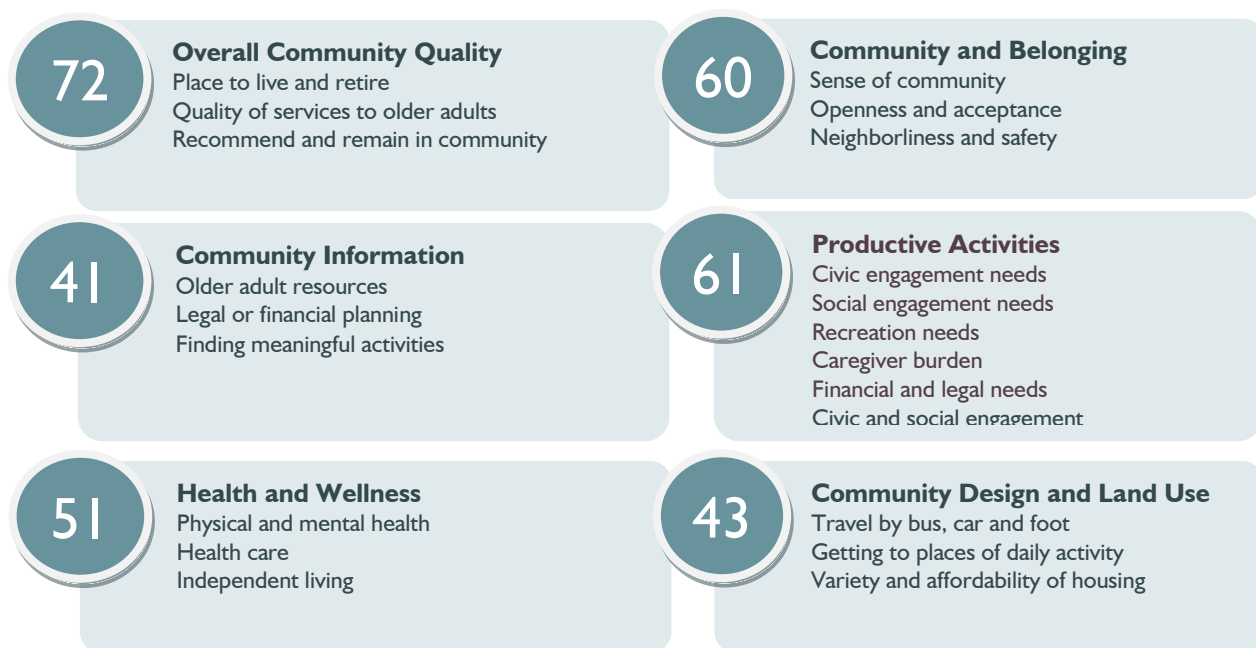 72
Overall Community Quality
Place to live and retire
Quality of services to older adults
Recommend and remain in community
60
Community and Belonging
Sense of community
Openness and acceptance
Neighborliness and safety
41
Community Information
Older adult resources
Legal or financial planning
Finding meaningful activities
61
Productive Activities
Civic engagement needs
Social engagement needs
Recreation needs
Caregiver burden
Financial and legal needs
Civic and social engagement
51
Health and Wellness
Physical and mental health
Health care
Independent living
43
Community Design and Land Use
Travel by bus, car and foot
Getting to places of daily activity
Variety and affordability of housing